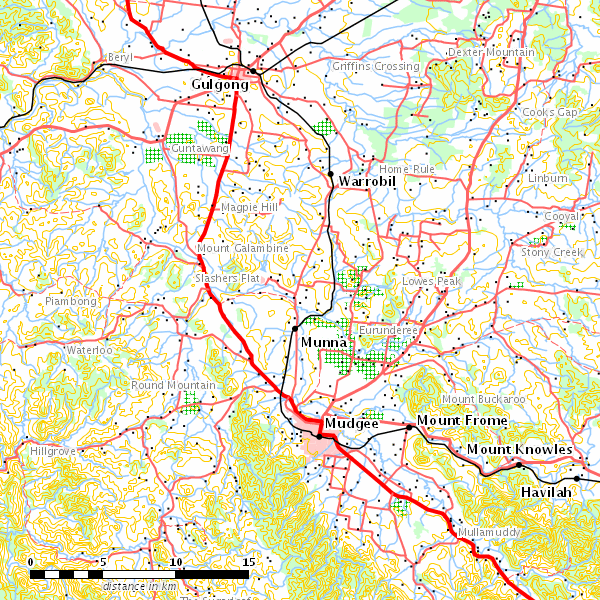 Dexter Mountain
Beryl
Griffins Crossing
Gulgong
Cooks Gap
Guntawang
Home Rule
Warrobil
Linburn
Magpie Hill
Cooyal
Mount Galambine
Stony Creek
Slashers Flat
Lowes Peak
Piambong
Eurunderee
Munna
Waterloo
Round Mountain
Mount Buckaroo
Mudgee
Mount Frome
Hillgrove
Mount Knowles
Havilah
Mullamuddy
0 5 10 15
distance in km